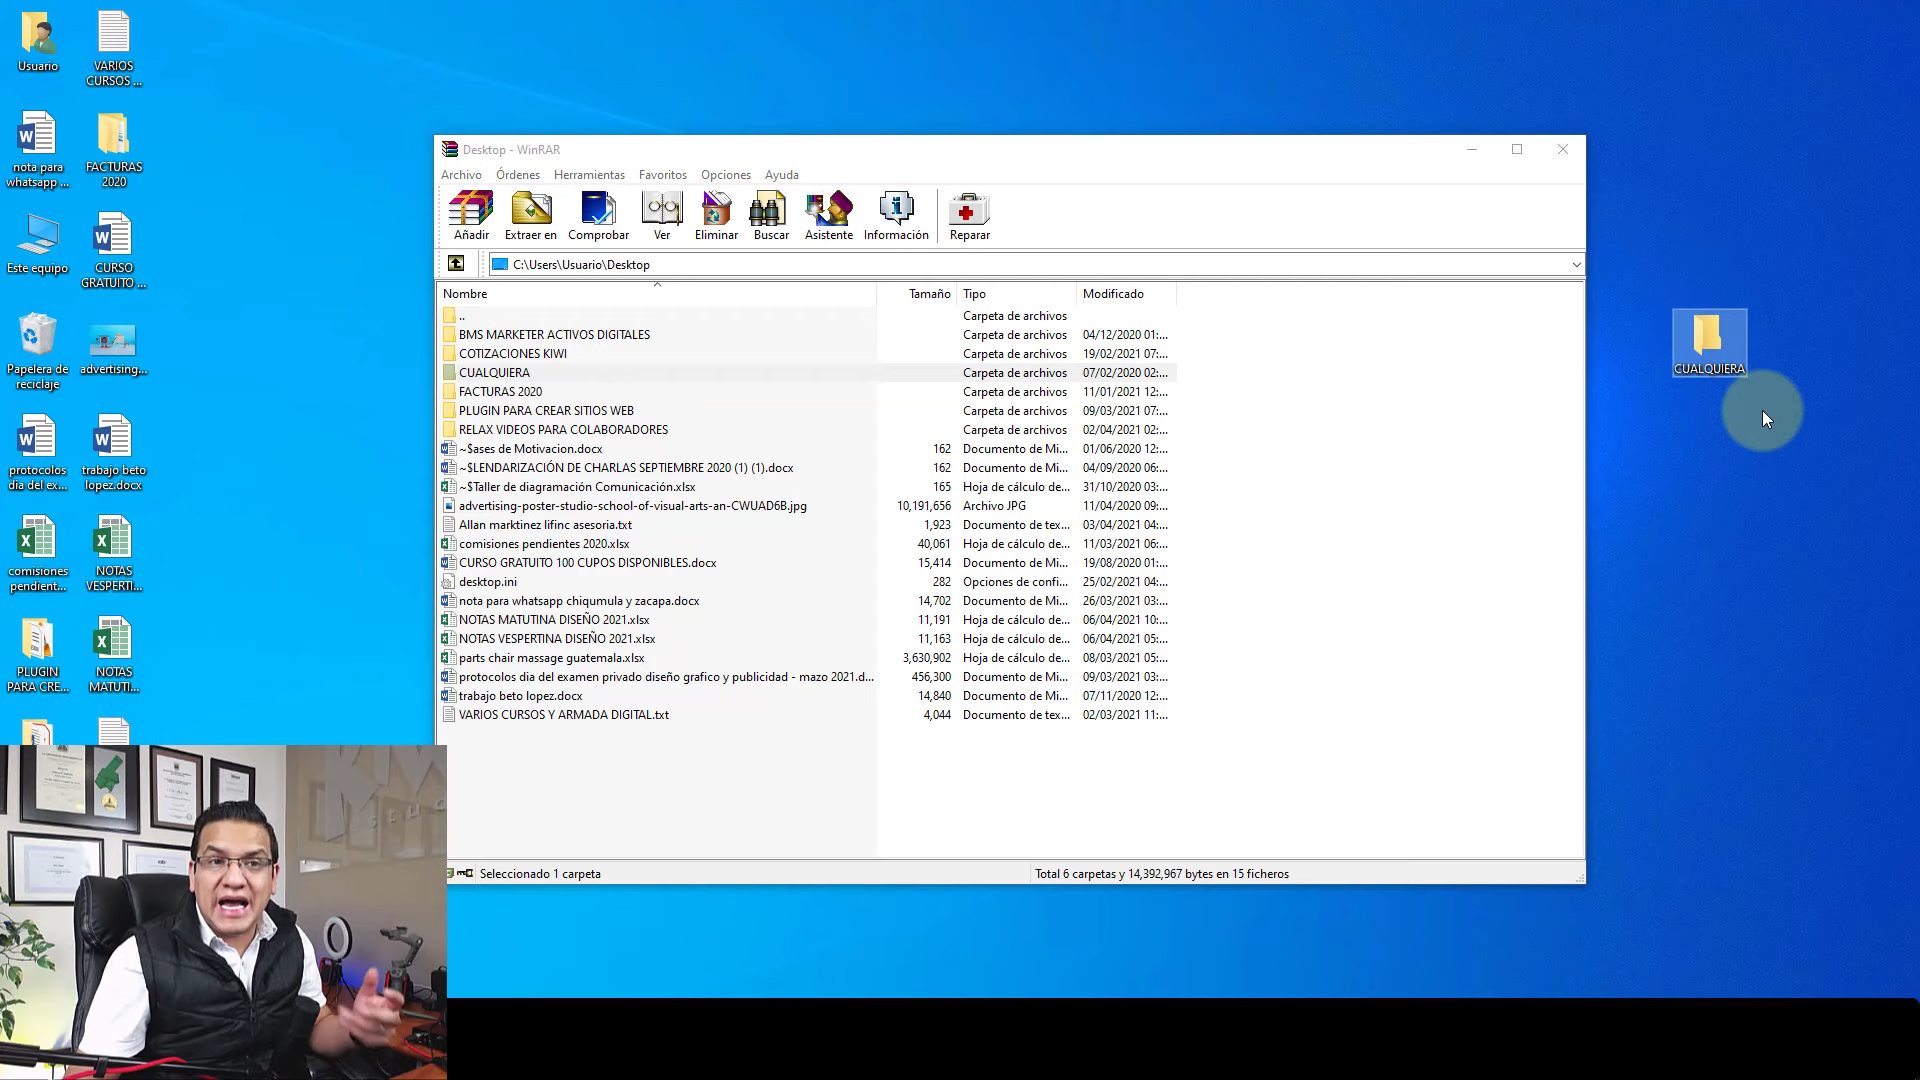 Usuario
VARIOS
CURSOS ...
nota para
whatsapp ...
FACTURAS
2020
Este equipo
CURSO
GRATUITO ...
Papelera de
reciclaje
advertising...
protocolos
dia del ex...
trabajo beto
lopez.docx
comisiones
pendient...
NOTAS
VESPERTI...
PLUGIN
PARA CRE...
NOTAS
MATUTI...
Desktop - WinRAR
Archivo Órdenes Herramientas Favoritos Opciones Ayuda
Añadir Extraer en Comprobar Ver Eliminar Buscar Asistente Información Reparar
C:\Users\Usuario\Desktop
Nombre Tamaño Tipo Modificado
.. Carpeta de archivos
BMS MARKETER ACTIVOS DIGITALES Carpeta de archivos 04/12/2020 01:...
COTIZACIONES KIWI Carpeta de archivos 19/02/2021 07:...
CUALQUIERA Carpeta de archivos 07/02/2020 02:...
FACTURAS 2020 Carpeta de archivos 11/01/2021 12:...
PLUGIN PARA CREAR SITIOS WEB Carpeta de archivos 09/03/2021 07:...
RELAX VIDEOS PARA COLABORADORES Carpeta de archivos 02/04/2021 02:...
~$ases de Motivacion.docx 162 Documento de Mi... 01/06/2020 12:...
~$LENDARIZACIÓN DE CHARLAS SEPTIEMBRE 2020 (1) (1).docx 162 Documento de Mi... 04/09/2020 06:...
~$Taller de diagramación Comunicación.xlsx 165 Hoja de cálculo de... 31/10/2020 03:...
advertising-poster-studio-school-of-visual-arts-an-CWUAD6B.jpg 10,191,656 Archivo JPG 11/04/2020 09:...
Allan marktinez lifinc asesoria.txt 1,923 Documento de tex... 03/04/2021 04:...
comisiones pendientes 2020.xlsx 40,061 Hoja de cálculo de... 11/03/2021 06:...
CURSO GRATUITO 100 CUPOS DISPONIBLES.docx 15,414 Documento de Mi... 19/08/2020 01:...
desktop.ini 282 Opciones de confi... 25/02/2021 04:...
nota para whatsapp chiqumula y zacapa.docx 14,702 Documento de Mi... 26/03/2021 03:...
NOTAS MATUTINA DISEÑO 2021.xlsx 11,191 Hoja de cálculo de... 06/04/2021 10:...
NOTAS VESPERTINA DISEÑO 2021.xlsx 11,163 Hoja de cálculo de... 06/04/2021 05:...
parts chair massage guatemala.xlsx 3,630,902 Hoja de cálculo de... 08/03/2021 05:...
protocolos dia del examen privado diseño grafico y publicidad - mazo 2021.d... 456,300 Documento de Mi... 09/03/2021 03:...
trabajo beto lopez.docx 14,840 Documento de Mi... 07/11/2020 12:...
VARIOS CURSOS Y ARMADA DIGITAL.txt 4,044 Documento de tex... 02/03/2021 11:...
Seleccionado 1 carpeta Total 6 carpetas y 14,392,967 bytes en 15 ficheros
CUALQUIERA